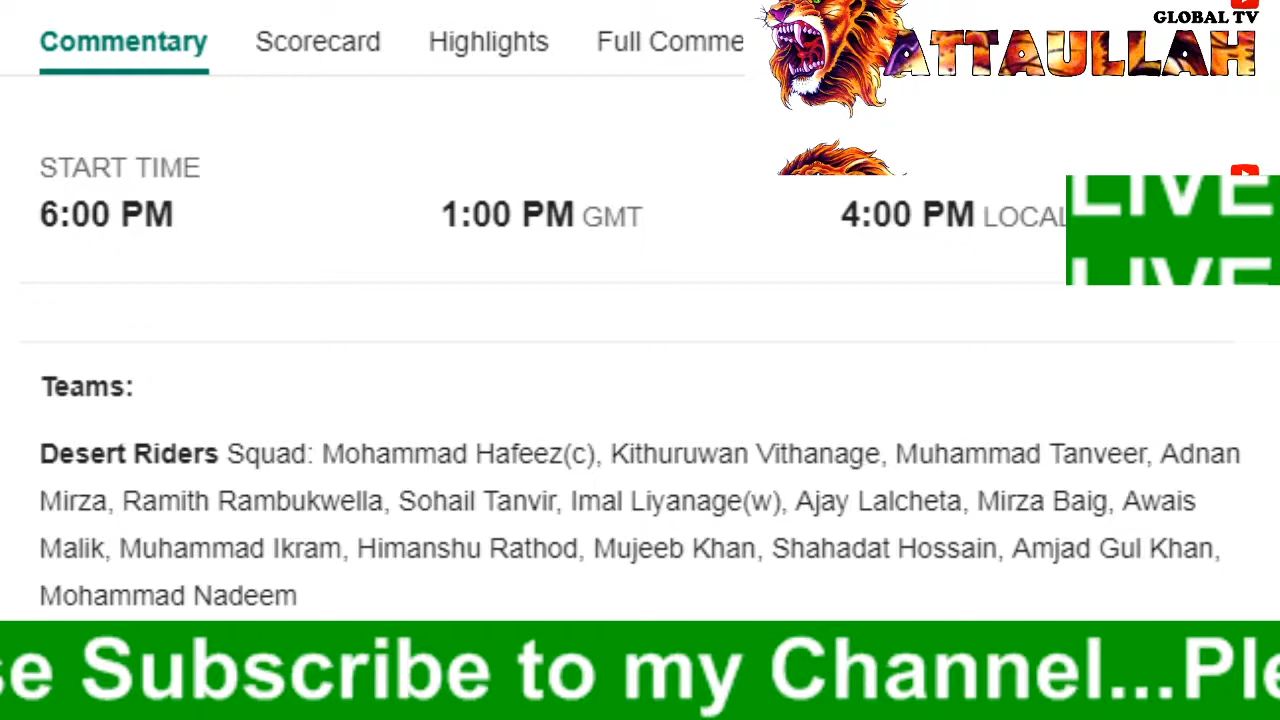 GLOBAL TV
Commentary Scorecard Highlights Full Comme
ATTAULLAH
START TIME
6:00 PM 1:00 PM GMT 4:00 PM LOCAL
LIVE
LIVE
Teams:
Desert Riders Squad: Mohammad Hafeez(c), Kithuruwan Vithanage, Muhammad Tanveer, Adnan
Mirza, Ramith Rambukwella, Sohail Tanvir, Imal Liyanage(w), Ajay Lalcheta, Mirza Baig, Awais
Malik, Muhammad Ikram, Himanshu Rathod, Mujeeb Khan, Shahadat Hossain, Amjad Gul Khan,
Mohammad Nadeem
se Subscribe to my Channel...Ple